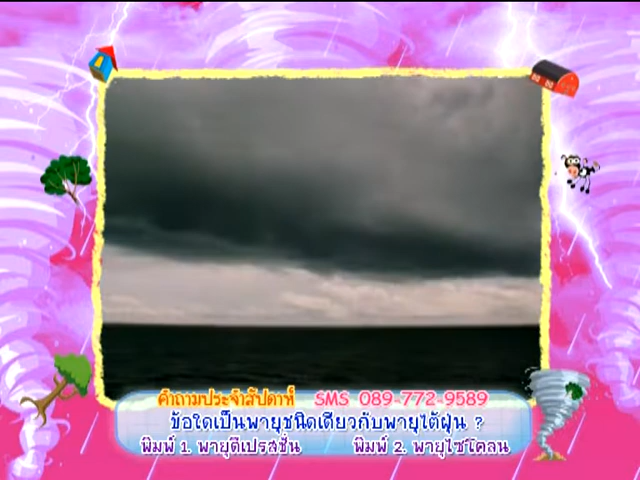 คำถามประจำสัปดาห์ SMS 089-772-9589
ข้อใดเป็นพายุชนิดเดียวกับพายุไต้ฝุ่น ?
พิมพ์ 1. พายุดีเปรสชั่น พิมพ์ 2. พายุไซโคลน